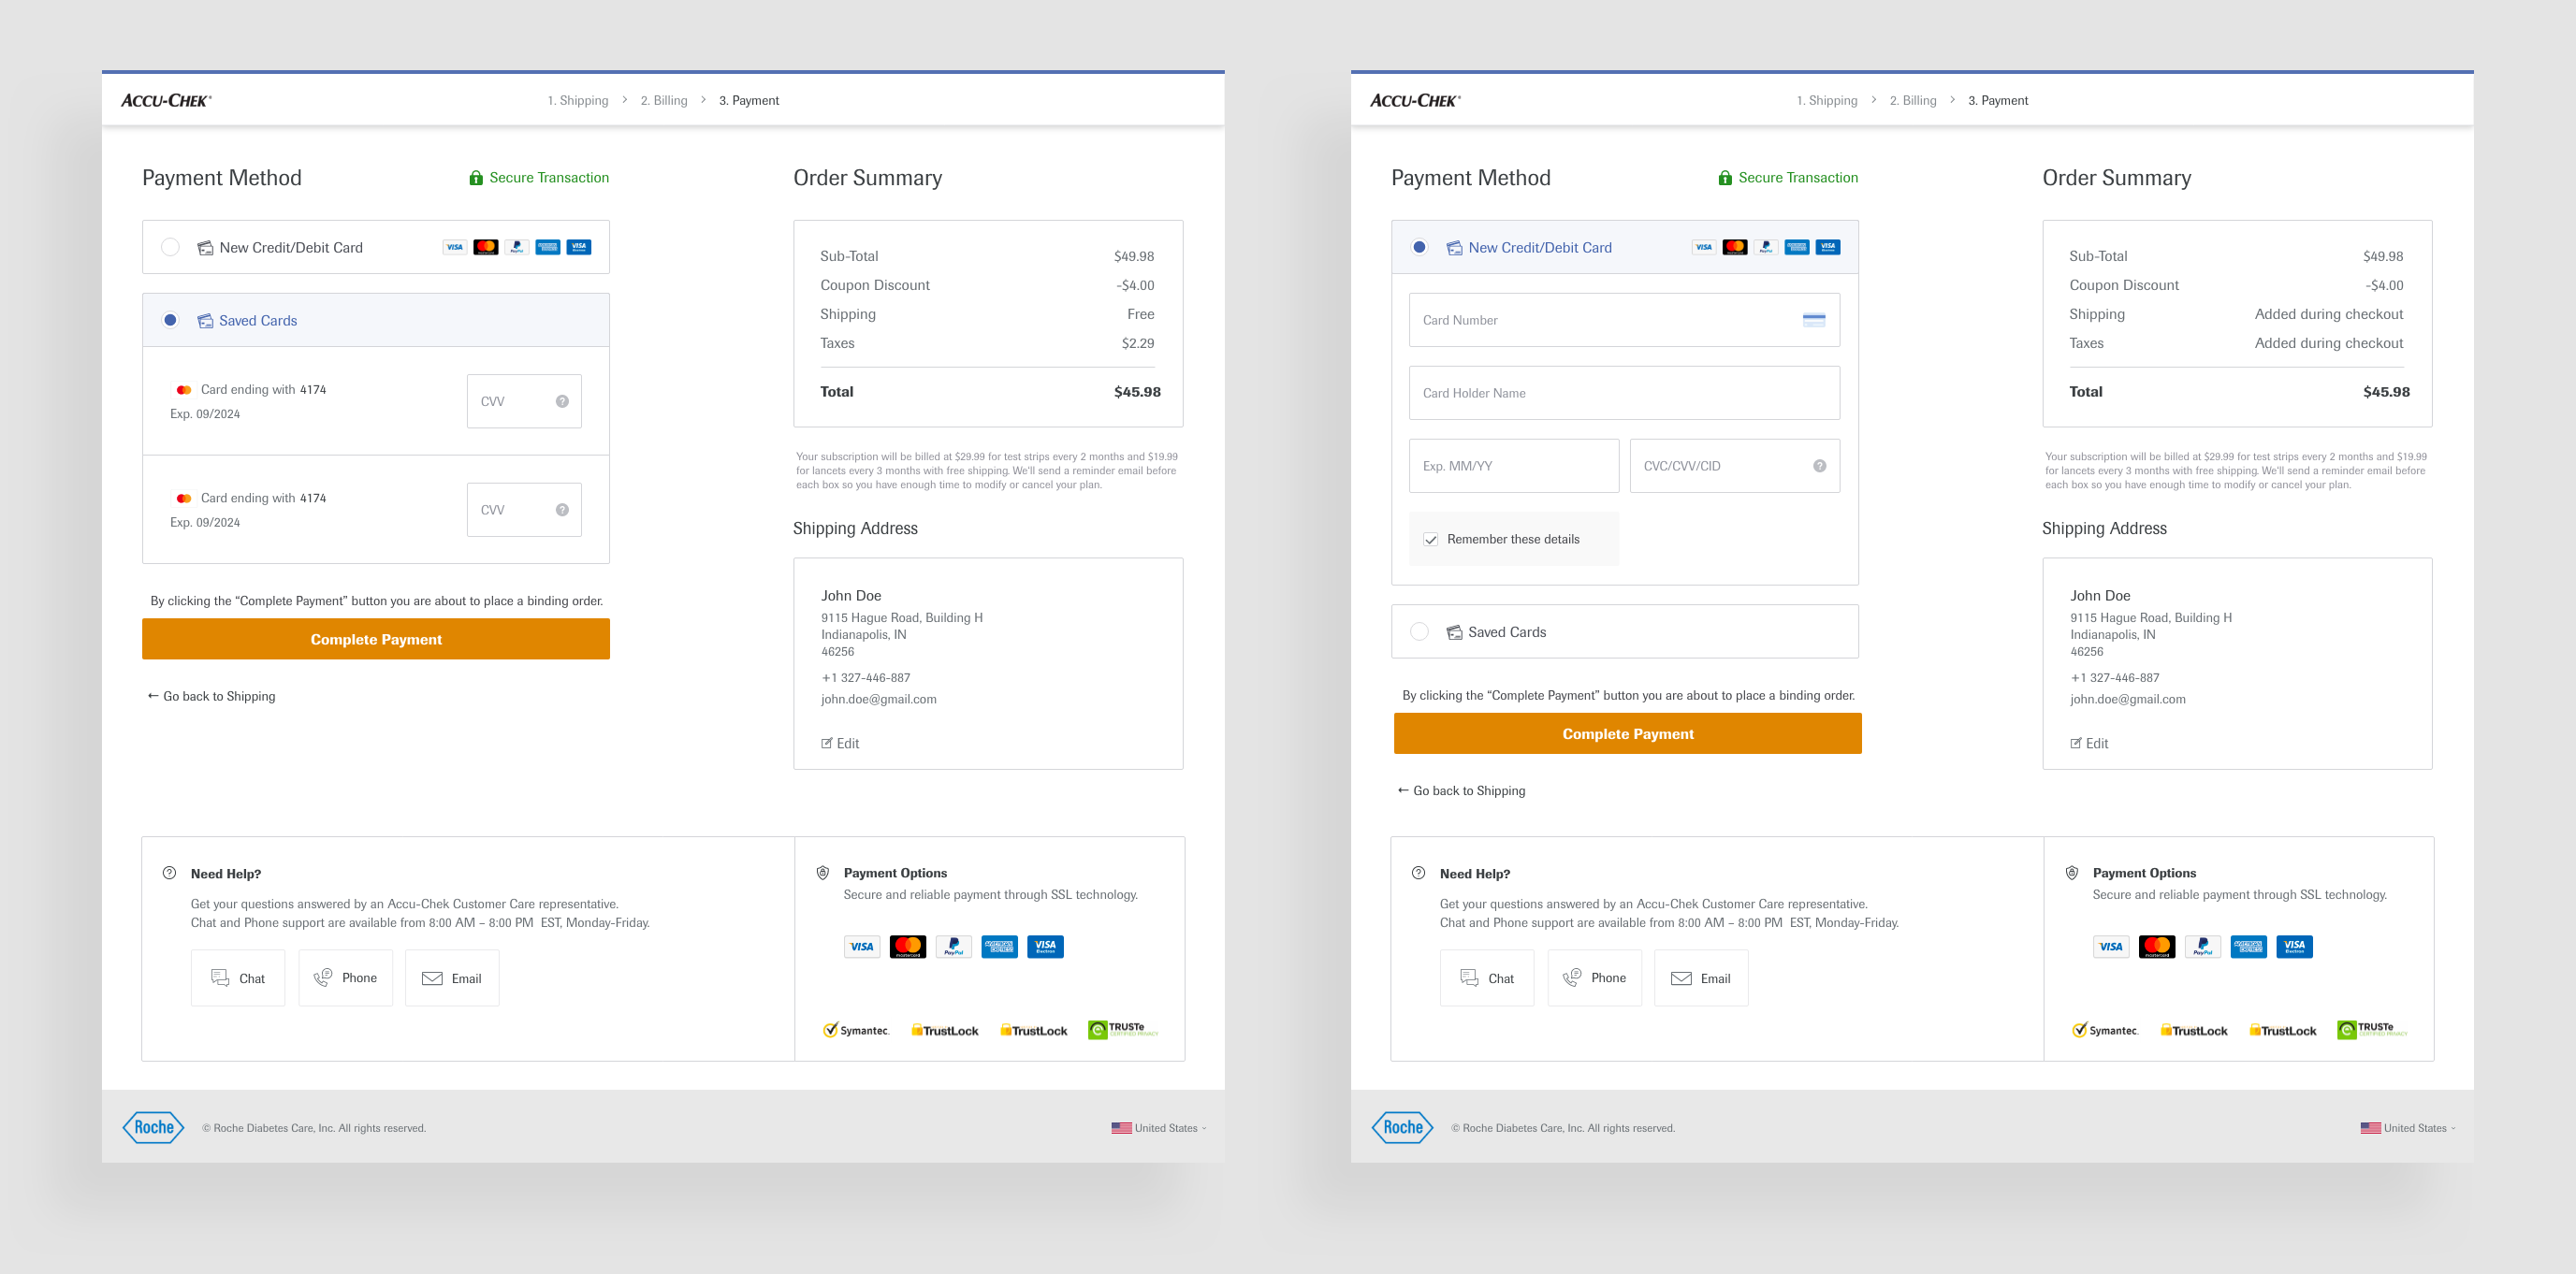 ACCU-CHEK®
1. Shipping > 2. Billing > 3. Payment
Payment Method
Secure Transaction
New Credit/Debit Card
VISA
PayPal
VISA
Saved Cards
Card ending with 4174
Exp. 09/2024
CVV
Card ending with 4174
Exp. 09/2024
CVV
By clicking the “Complete Payment” button you are about to place a binding order.
Complete Payment
← Go back to Shipping
Order Summary
Sub-Total $49.98
Coupon Discount -$4.00
Shipping Free
Taxes $2.29
Total $45.98
Your subscription will be billed at $29.99 for test strips every 2 months and $19.99
for lancets every 3 months with free shipping. We'll send a reminder email before
each box so you have enough time to modify or cancel your plan.
Shipping Address
John Doe
9115 Hague Road, Building H
Indianapolis, IN
46256
+1 327-446-887
john.doe@gmail.com
Edit
Need Help?
Get your questions answered by an Accu-Chek Customer Care representative.
Chat and Phone support are available from 8:00 AM – 8:00 PM EST, Monday-Friday.
Chat
Phone
Email
Payment Options
Secure and reliable payment through SSL technology.
VISA
mastercard
PayPal
AMERICAN EXPRESS
VISA Electron
Symantec.
TrustLock
TrustLock
TRUSTe
CERTIFIED PRIVACY
Roche
© Roche Diabetes Care, Inc. All rights reserved.
United States
ACCU-CHEK®
1. Shipping > 2. Billing > 3. Payment
Payment Method
Secure Transaction
New Credit/Debit Card
VISA
PayPal
VISA
Card Number
Card Holder Name
Exp. MM/YY
CVC/CVV/CID
Remember these details
Saved Cards
By clicking the “Complete Payment” button you are about to place a binding order.
Complete Payment
← Go back to Shipping
Order Summary
Sub-Total $49.98
Coupon Discount -$4.00
Shipping Added during checkout
Taxes Added during checkout
Total $45.98
Your subscription will be billed at $29.99 for test strips every 2 months and $19.99
for lancets every 3 months with free shipping. We'll send a reminder email before
each box so you have enough time to modify or cancel your plan.
Shipping Address
John Doe
9115 Hague Road, Building H
Indianapolis, IN
46256
+1 327-446-887
john.doe@gmail.com
Edit
Need Help?
Get your questions answered by an Accu-Chek Customer Care representative.
Chat and Phone support are available from 8:00 AM – 8:00 PM EST, Monday-Friday.
Chat
Phone
Email
Payment Options
Secure and reliable payment through SSL technology.
VISA
mastercard
PayPal
AMERICAN EXPRESS
VISA Electron
Symantec.
TrustLock
TrustLock
TRUSTe
CERTIFIED PRIVACY
Roche
© Roche Diabetes Care, Inc. All rights reserved.
United States